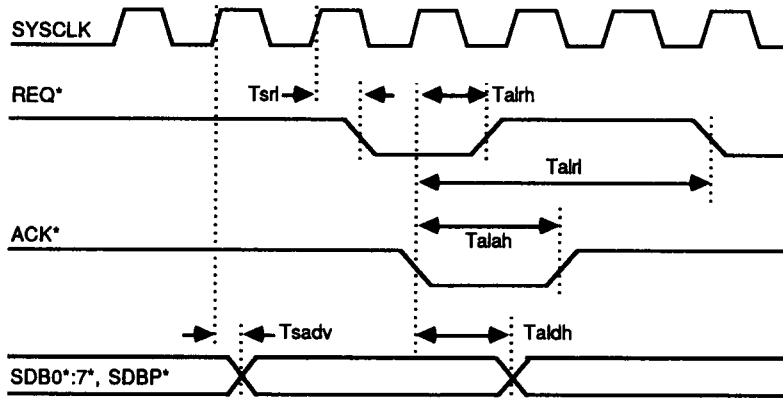 SYSCLK
REQ*
Tsrl
Talrh
Talrl
ACK*
Talah
Tsadv
Taldh
SDB0*:7*, SDBP*